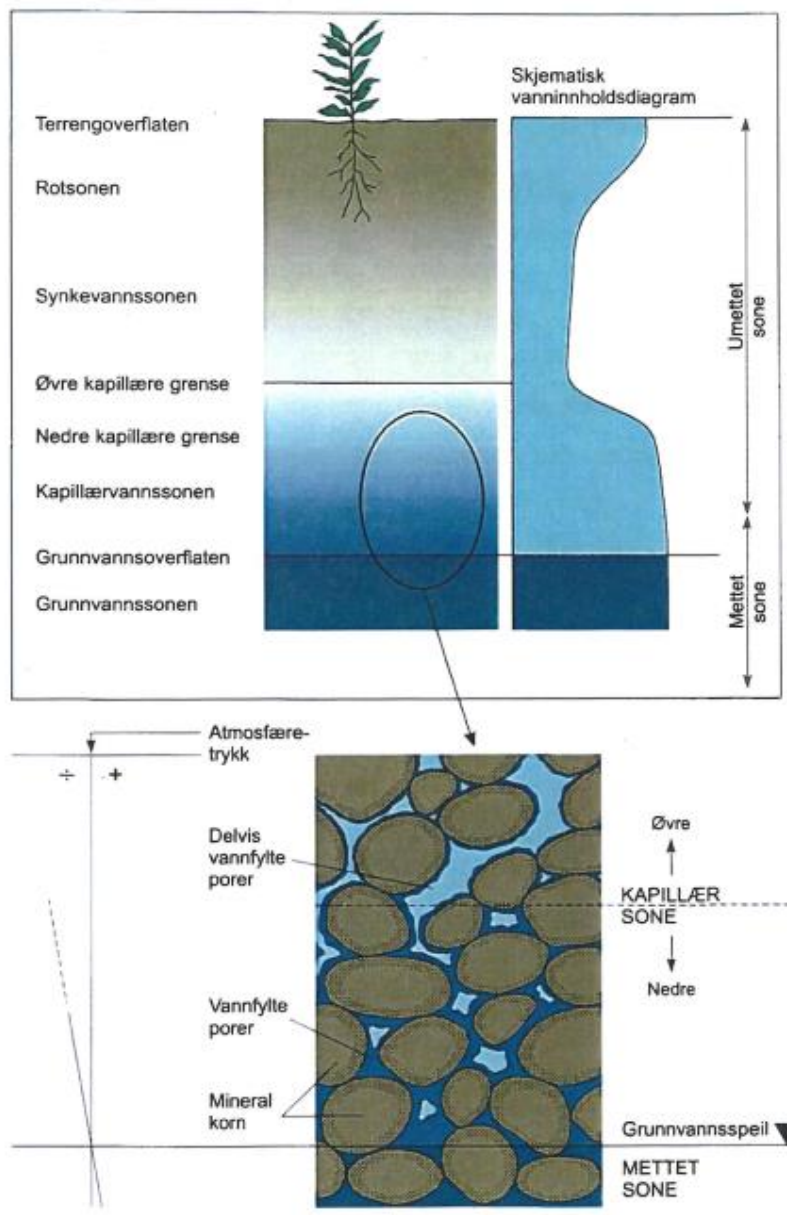 Skjematisk
vanninnholdsdiagram
Terrengoverflaten
Rotsonen
Synkevannssonen
Øvre kapillære grense
Nedre kapillære grense
Kapillærvannssonen
Grunnvannsoverflaten
Grunnvannssonen
Umettet
sone
Mettet
sone
Atmosfære-
trykk
÷ +
Delvis
vannfylte
porer
Vannfylte
porer
Mineral
korn
Øvre
KAPILLÆR
SONE
Nedre
Grunnvannsspeil
METTET
SONE